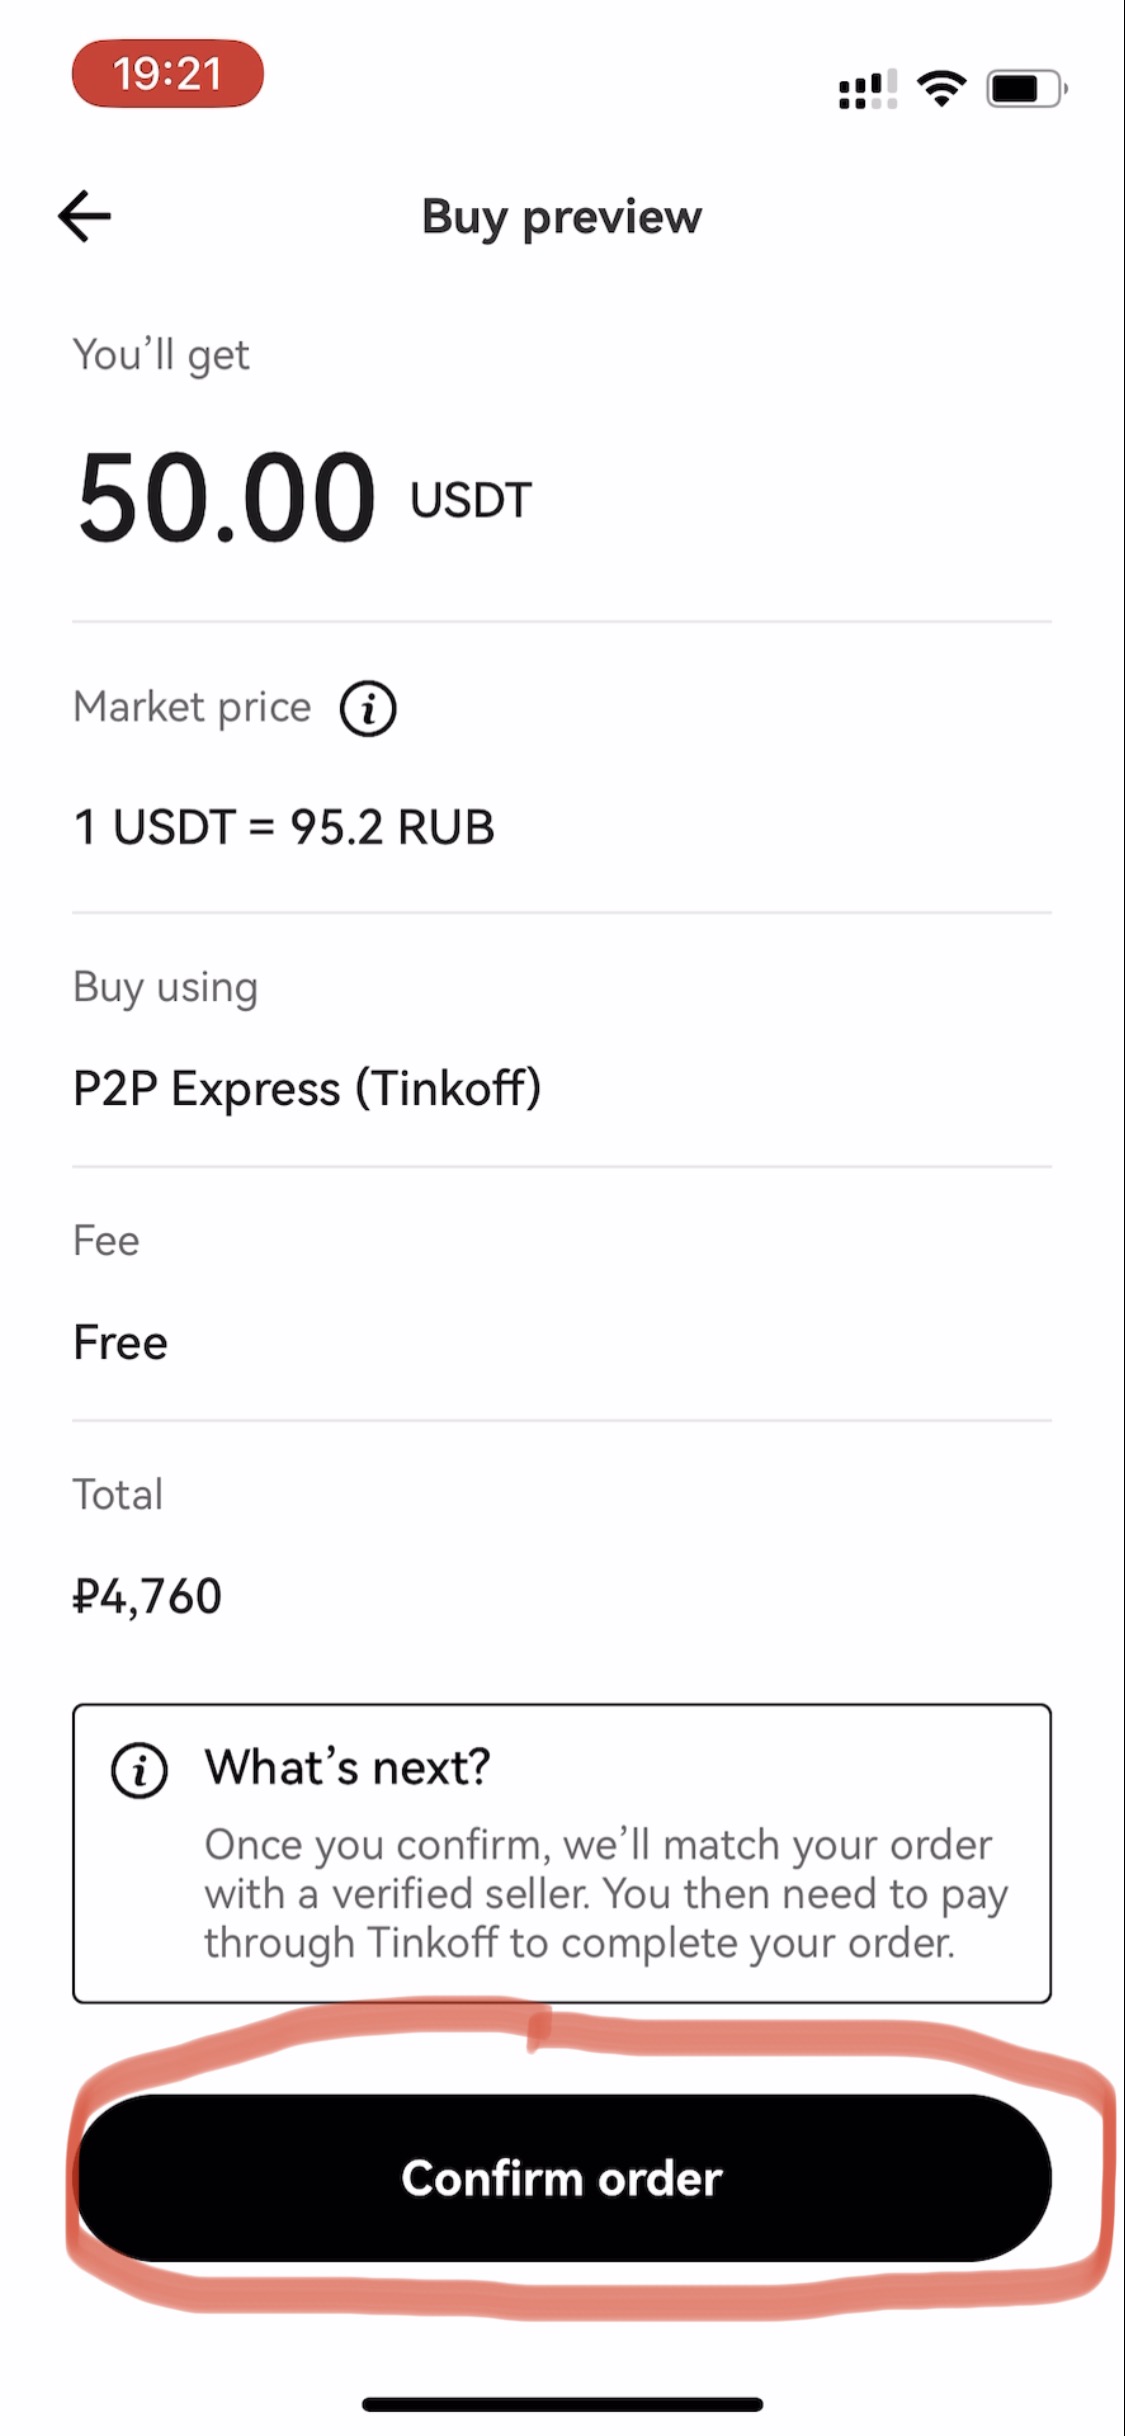 19:21
Buy preview
You’ll get
50.00 USDT
Market price
1 USDT = 95.2 RUB
Buy using
P2P Express (Tinkoff)
Fee
Free
Total
₽4,760
What’s next?
Once you confirm, we’ll match your order
with a verified seller. You then need to pay
through Tinkoff to complete your order.
Confirm order